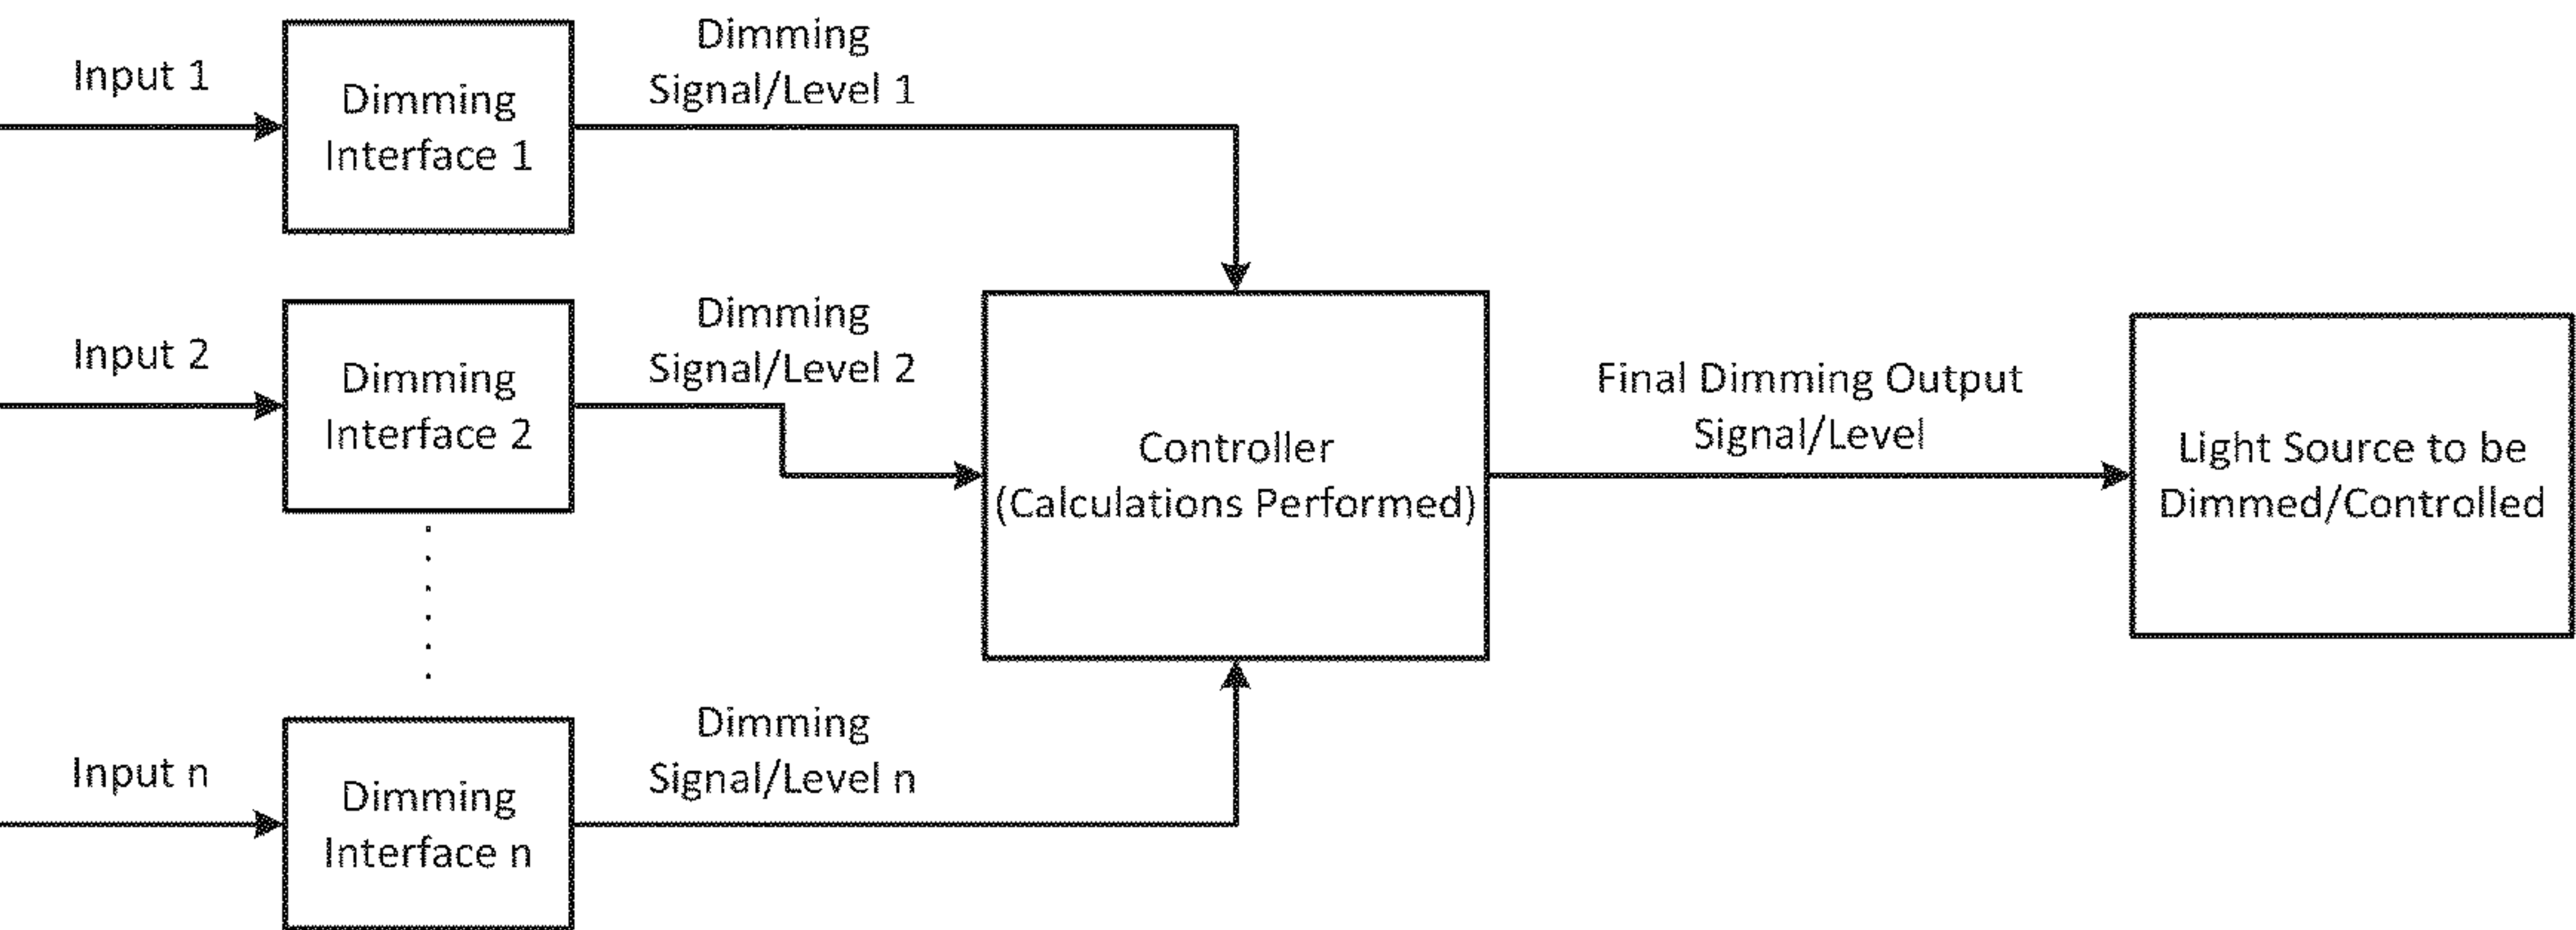 Input 1
Dimming
Interface 1
Dimming
Signal/Level 1
Input 2
Dimming
Interface 2
Dimming
Signal/Level 2
Input n
Dimming
Interface n
Dimming
Signal/Level n
Controller
(Calculations Performed)
Final Dimming Output
Signal/Level
Light Source to be
Dimmed/Controlled